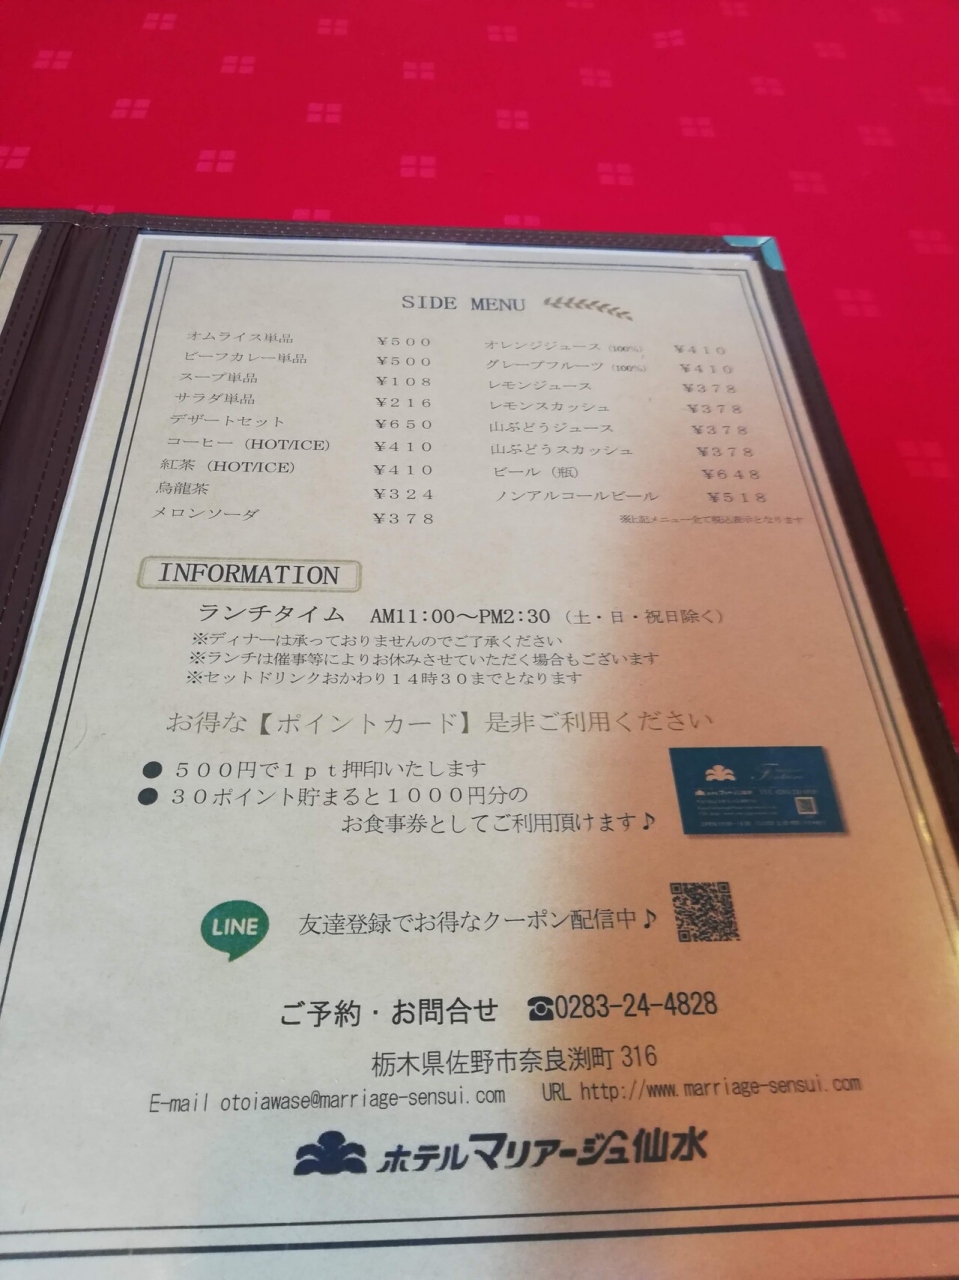 SIDE MENU
オムライス単品 ￥500
ビーフカレー単品 ￥500
スープ単品 ￥108
サラダ単品 ￥216
デザートセット ￥650
コーヒー（HOT/ICE） ￥410
紅茶（HOT/ICE） ￥410
烏龍茶 ￥324
メロンソーダ ￥378
オレンジジュース（100%） ￥410
グレープフルーツ（100%） ￥410
レモンジュース ￥378
レモンスカッシュ ￥378
山ぶどうジュース ￥378
山ぶどうスカッシュ ￥378
ビール（瓶） ￥648
ノンアルコールビール ￥518
※上記メニュー全て税込表示となります
INFORMATION
ランチタイム AM11:00～PM2:30（土・日・祝日除く）
※ディナーは承っておりませんのでご了承ください
※ランチは催事等によりお休みさせていただく場合もございます
※セットドリンクおかわり１４時３０までとなります
お得な【ポイントカード】是非ご利用ください
● ５００円で１ｐｔ押印いたします
● ３０ポイント貯まると１０００円分の
お食事券としてご利用頂けます♪
LINE 友達登録でお得なクーポン配信中♪
ご予約・お問合せ ☎0283-24-4828
栃木県佐野市奈良渕町 316
E-mail otoiawase@marriage-sensui.com URL http://www.marriage-sensui.com
ホテルマリアージュ仙水